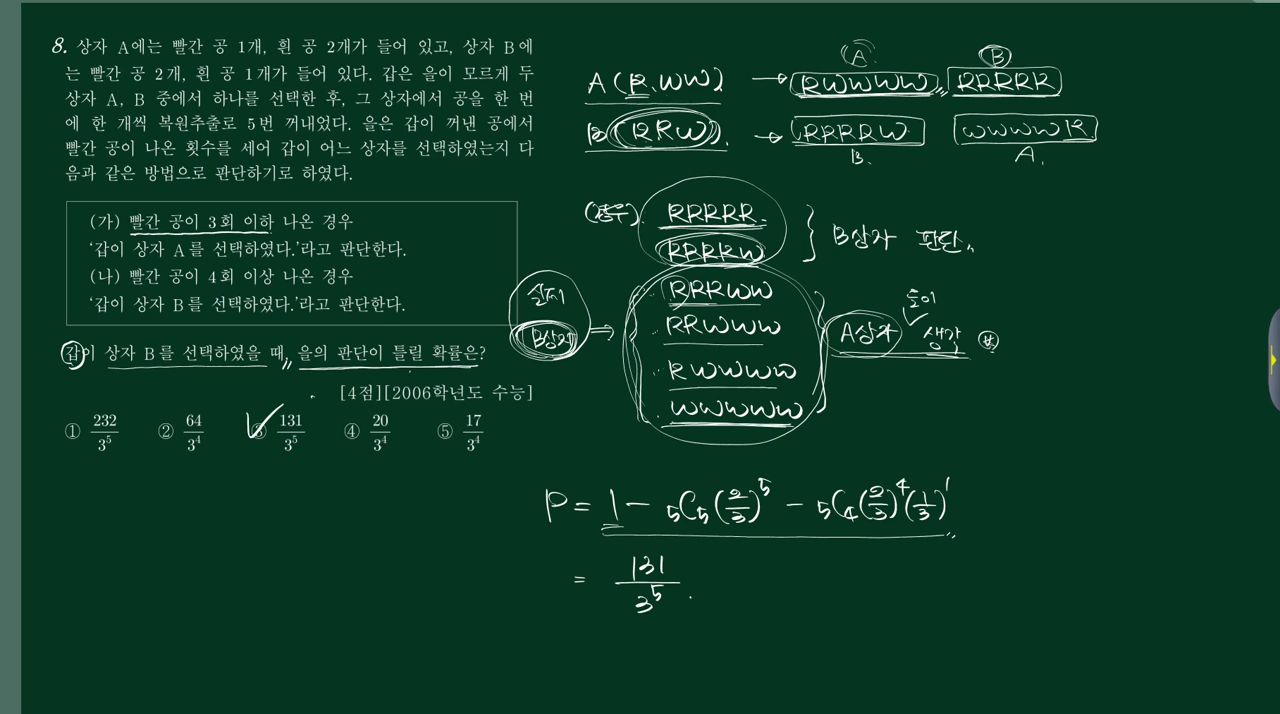 8. 상자 A에는 빨간 공 1개, 흰 공 2개가 들어 있고, 상자 B에
는 빨간 공 2개, 흰 공 1개가 들어 있다. 갑은 을이 모르게 두
상자 A, B 중에서 하나를 선택한 후, 그 상자에서 공을 한 번
에 한 개씩 복원추출로 5번 꺼내었다. 을은 갑이 꺼낸 공에서
빨간 공이 나온 횟수를 세어 갑이 어느 상자를 선택하였는지 다
음과 같은 방법으로 판단하기로 하였다.
(가) 빨간 공이 3회 이하 나온 경우
‘갑이 상자 A를 선택하였다.’라고 판단한다.
(나) 빨간 공이 4회 이상 나온 경우
‘갑이 상자 B를 선택하였다.’라고 판단한다.
갑이 상자 B를 선택하였을 때, 을의 판단이 틀릴 확률은?
[4점][2006학년도 수능]
① 232/3⁵ ② 64/3⁴ ③ 131/3⁵ ④ 20/3⁴ ⑤ 17/3⁴
Ⓐ Ⓑ
A (R, WW) → RWWWW, RRRRR
B (RRW) → RRRRW WWWWR
B. A.
RRRRR.
RRRRW
B상자 판단
RRRWW
RRWWW
RWWWW
WWWWW
실제
B상자 ⇒
A상자 생각
P = 1 - ₅C₅(2/3)⁵ - ₅C₄(2/3)⁴(1/3)¹
= 131/3⁵.